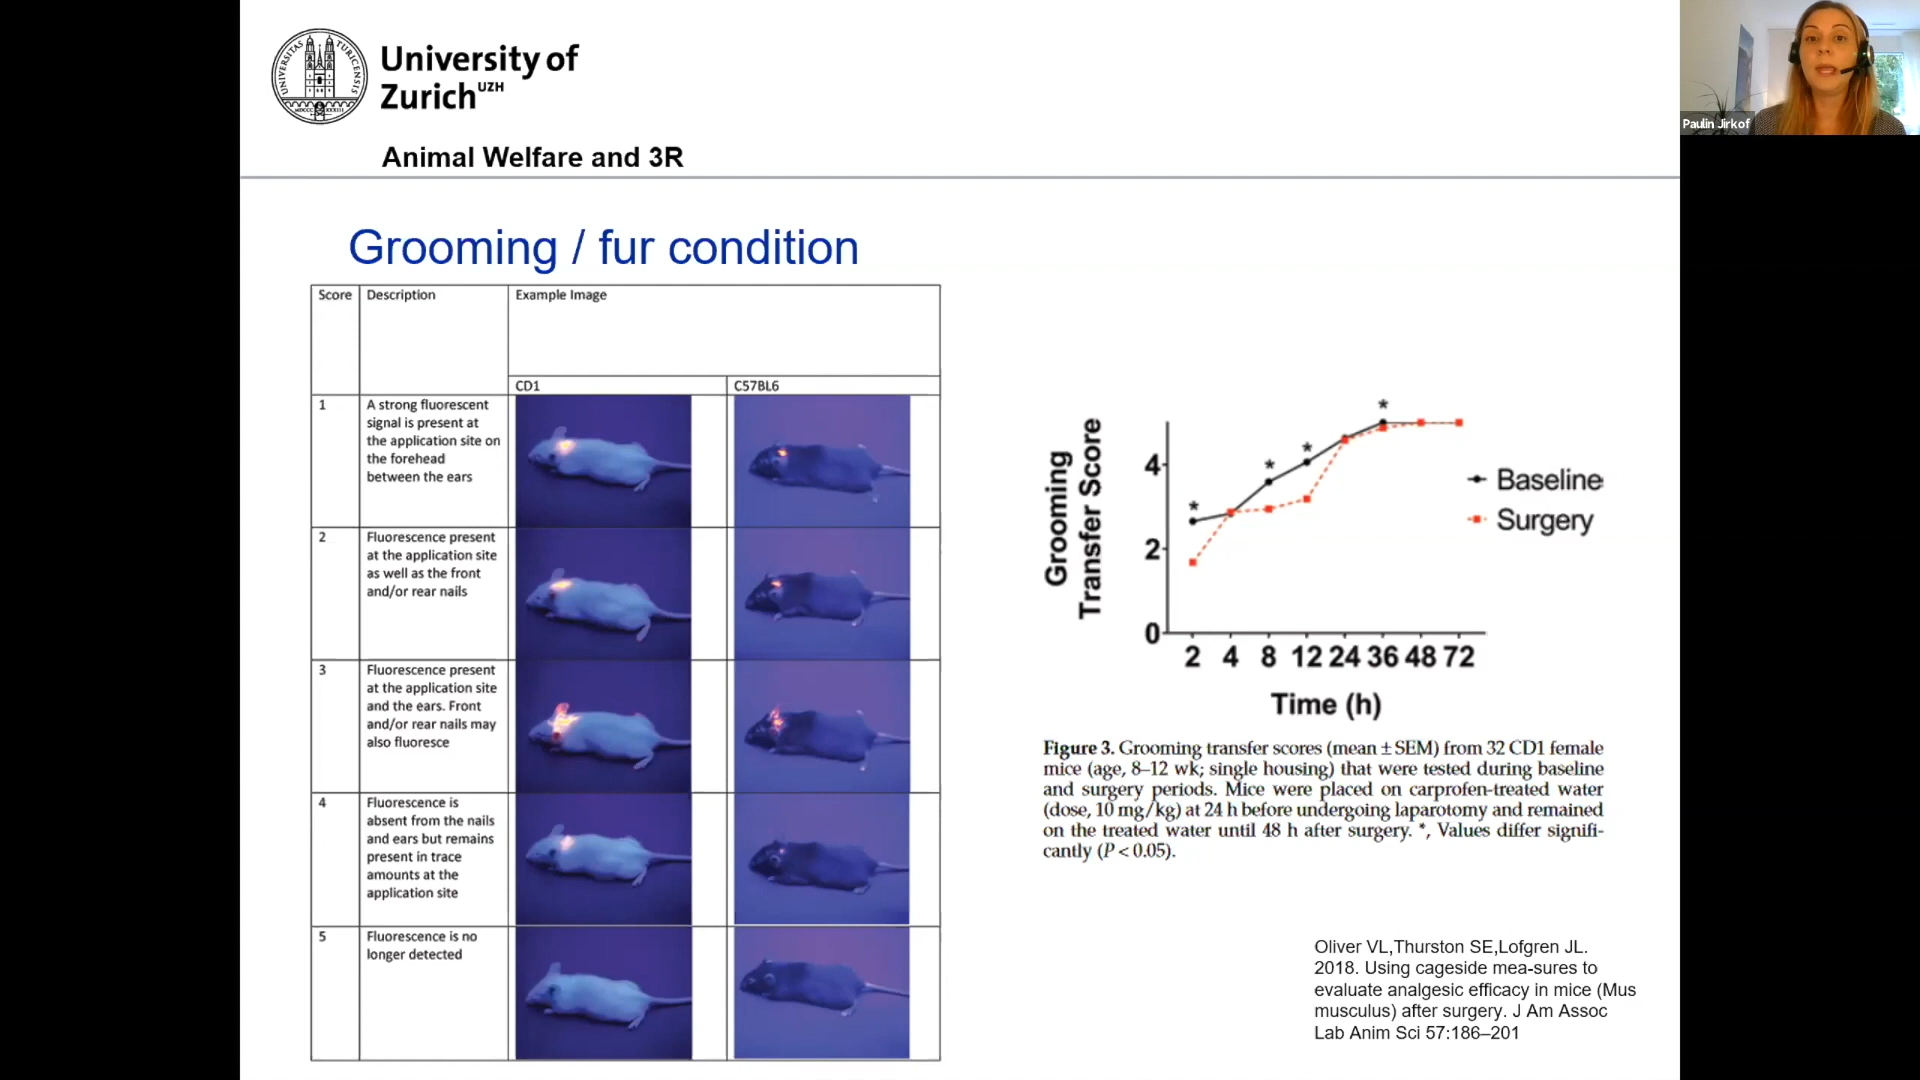 University of
Zurich UZH
UNIVERSITAS TURICENSIS
MDCCC XXXIII
Animal Welfare and 3R
Paulin Jirkof
Grooming / fur condition
Score Description Example Image
CD1 C57BL6
1 A strong fluorescent
signal is present at
the application site on
the forehead
between the ears
2 Fluorescence present
at the application site
as well as the front
and/or rear nails
3 Fluorescence present
at the application site
and the ears. Front
and/or rear nails may
also fluoresce
4 Fluorescence is
absent from the nails
and ears but remains
present in trace
amounts at the
application site
5 Fluorescence is no
longer detected
Grooming
Transfer Score
4
2
0
* * * *
2 4 8 12 24 36 48 72
Time (h)
Baseline
Surgery
Figure 3. Grooming transfer scores (mean ± SEM) from 32 CD1 female
mice (age, 8–12 wk; single housing) that were tested during baseline
and surgery periods. Mice were placed on carprofen-treated water
(dose, 10 mg/kg) at 24 h before undergoing laparotomy and remained
on the treated water until 48 h after surgery. *, Values differ signifi-
cantly (P < 0.05).
Oliver VL,Thurston SE,Lofgren JL.
2018. Using cageside mea-sures to
evaluate analgesic efficacy in mice (Mus
musculus) after surgery. J Am Assoc
Lab Anim Sci 57:186–201